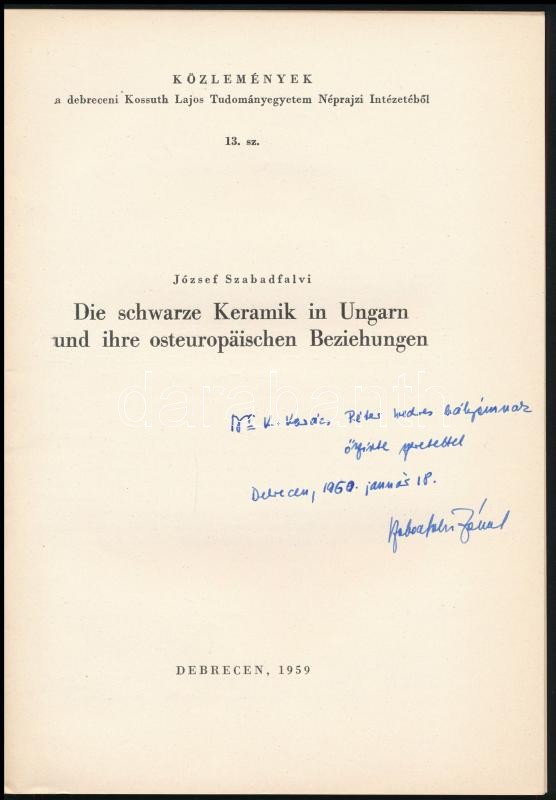 KÖZLEMÉNYEK
a debreceni Kossuth Lajos Tudományegyetem Néprajzi Intézetéből
13. sz.
József Szabadfalvi
Die schwarze Keramik in Ungarn
und ihre osteuropäischen Beziehungen
K. Kovács Péter kedves bátyámnak
őszinte szeretettel
Debrecen, 1960. január 18.
Szabadfalvi József
DEBRECEN, 1959